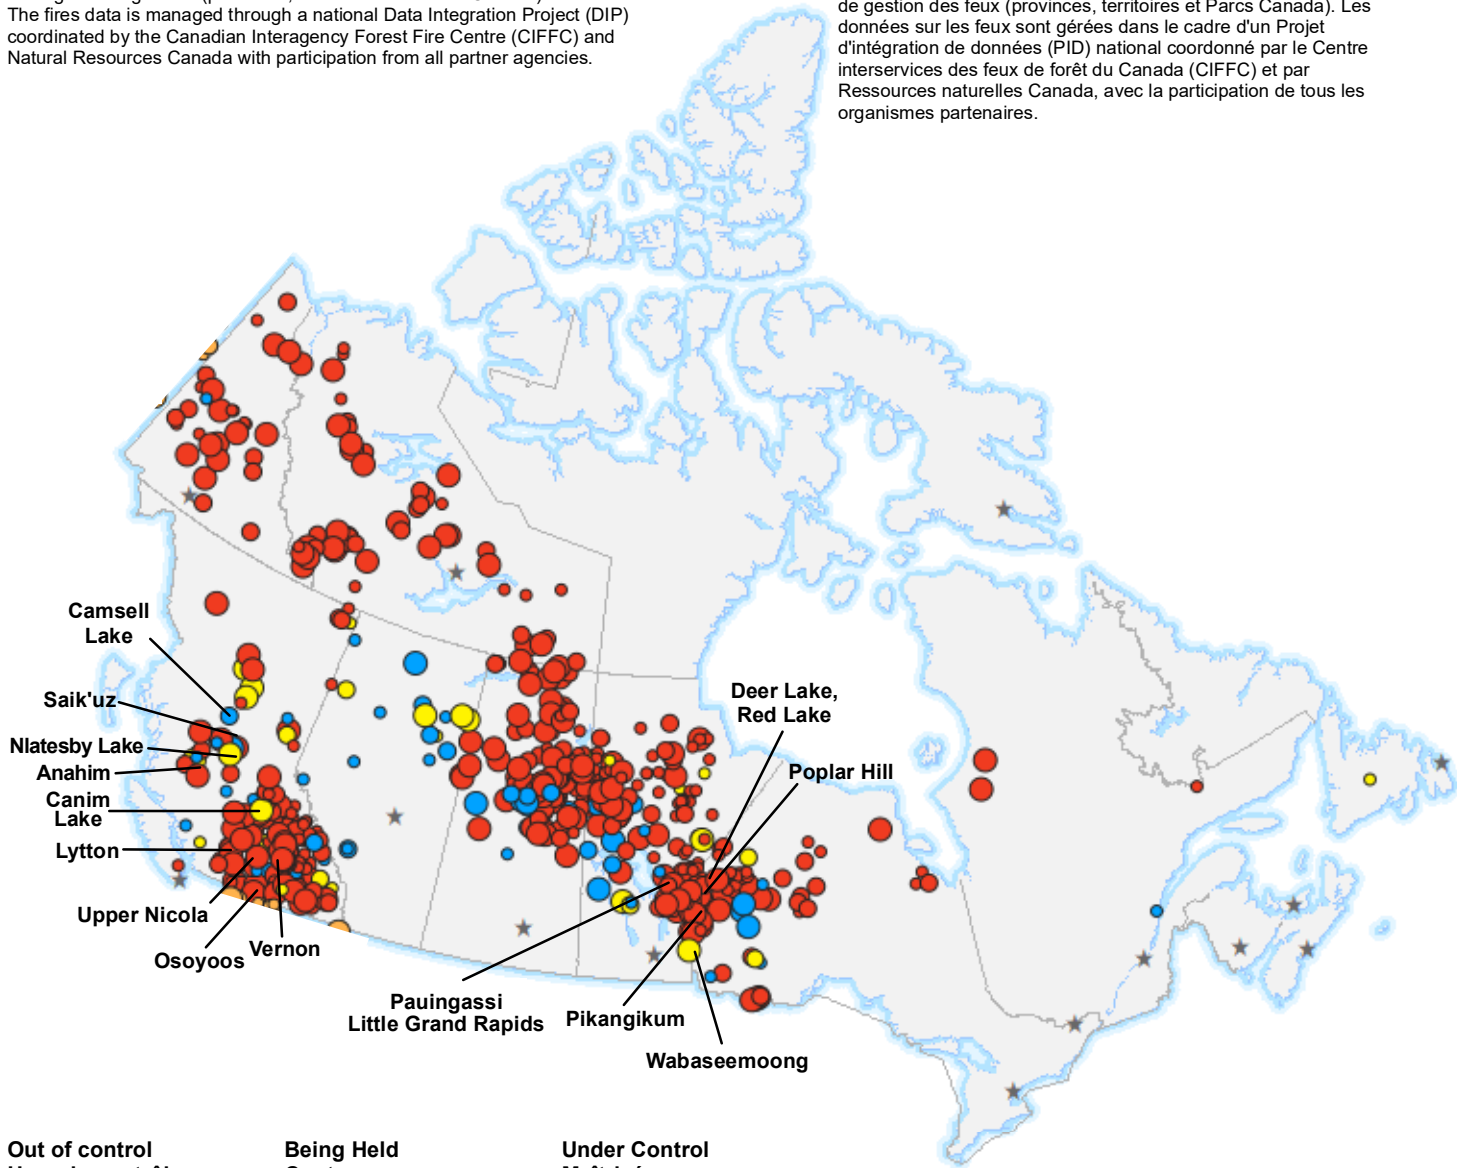 The fires data is managed through a national Data Integration Project (DIP)
coordinated by the Canadian Interagency Forest Fire Centre (CIFFC) and
Natural Resources Canada with participation from all partner agencies.
de gestion des feux (provinces, territoires et Parcs Canada). Les
données sur les feux sont gérées dans le cadre d'un Projet
d'intégration de données (PID) national coordonné par le Centre
interservices des feux de forêt du Canada (CIFFC) et par
Ressources naturelles Canada, avec la participation de tous les
organismes partenaires.
Camsell
Lake
Saik'uz
Nlatesby Lake
Anahim
Canim
Lake
Lytton
Upper Nicola
Osoyoos
Vernon
Deer Lake,
Red Lake
Poplar Hill
Pauingassi
Little Grand Rapids
Pikangikum
Wabaseemoong
Out of control
Being Held
Under Control